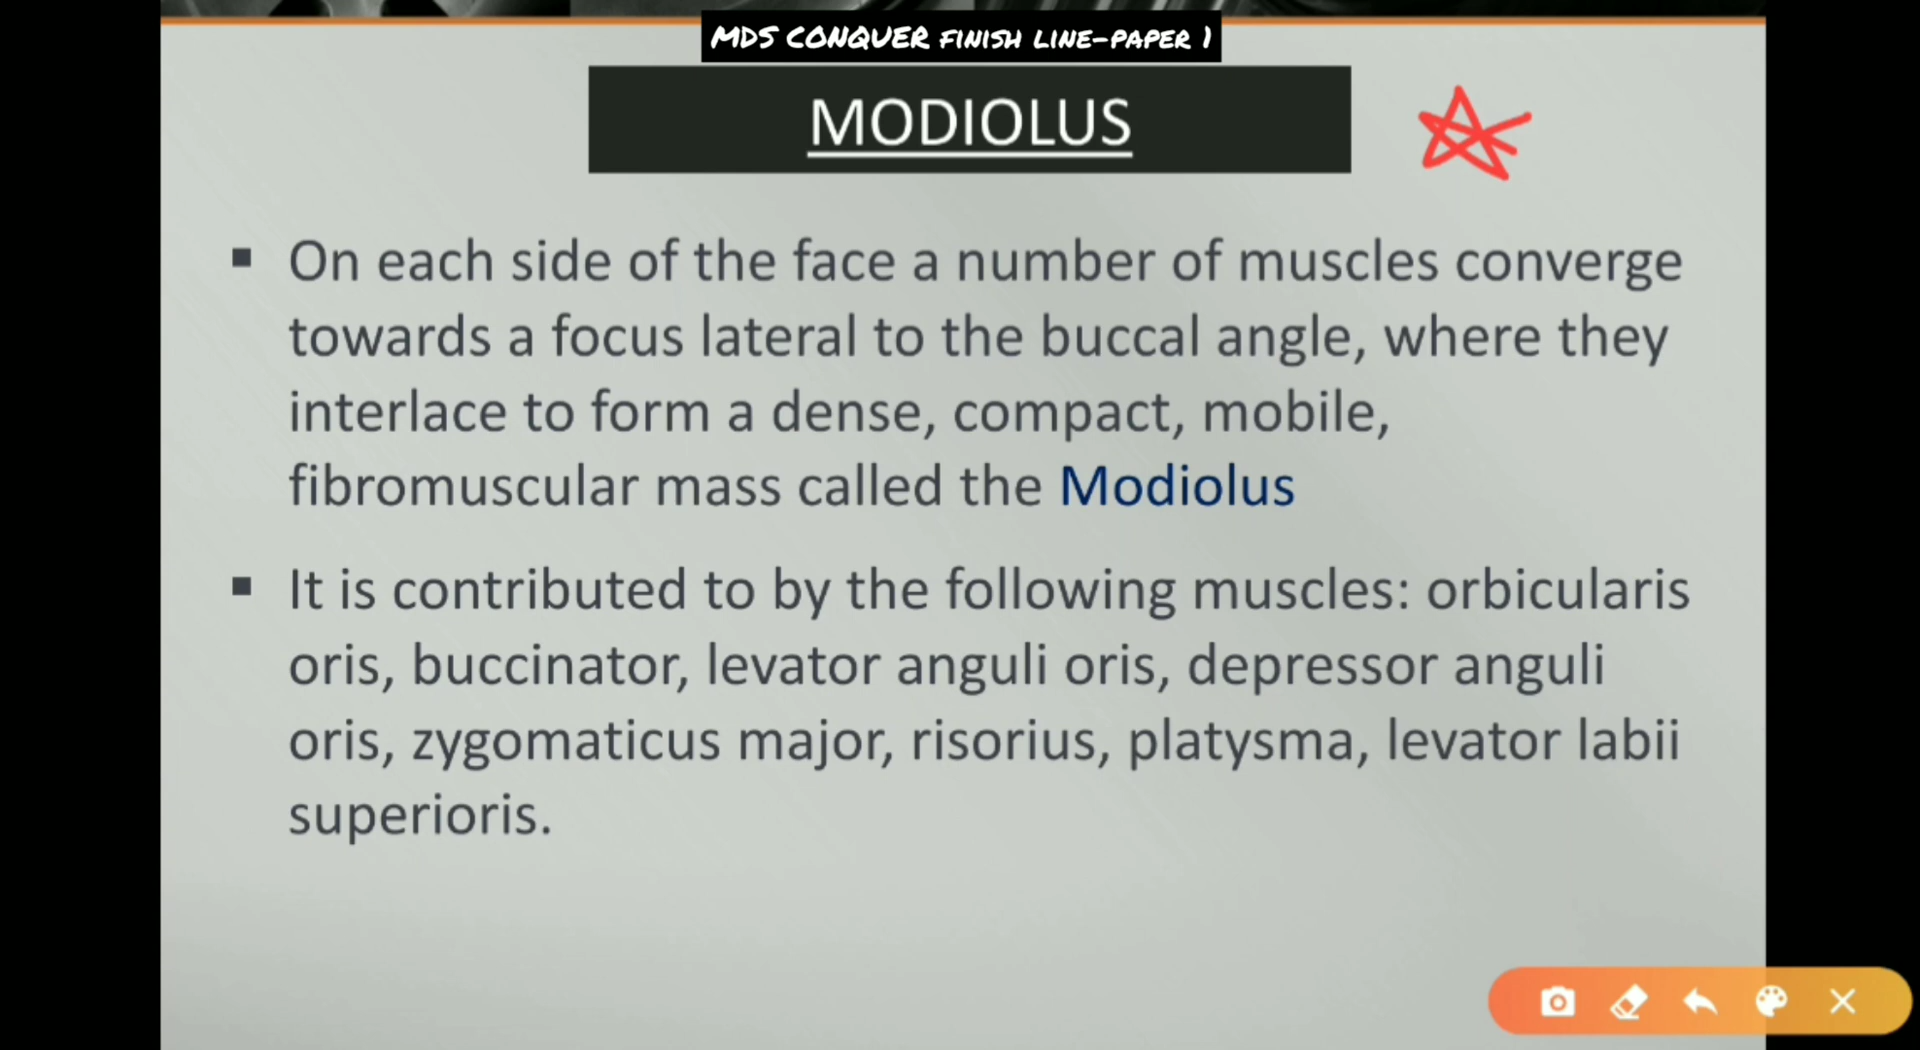 MDS CONQUER FINISH LINE-PAPER 1
MODIOLUS
▪ On each side of the face a number of muscles converge
towards a focus lateral to the buccal angle, where they
interlace to form a dense, compact, mobile,
fibromuscular mass called the Modiolus
▪ It is contributed to by the following muscles: orbicularis
oris, buccinator, levator anguli oris, depressor anguli
oris, zygomaticus major, risorius, platysma, levator labii
superioris.